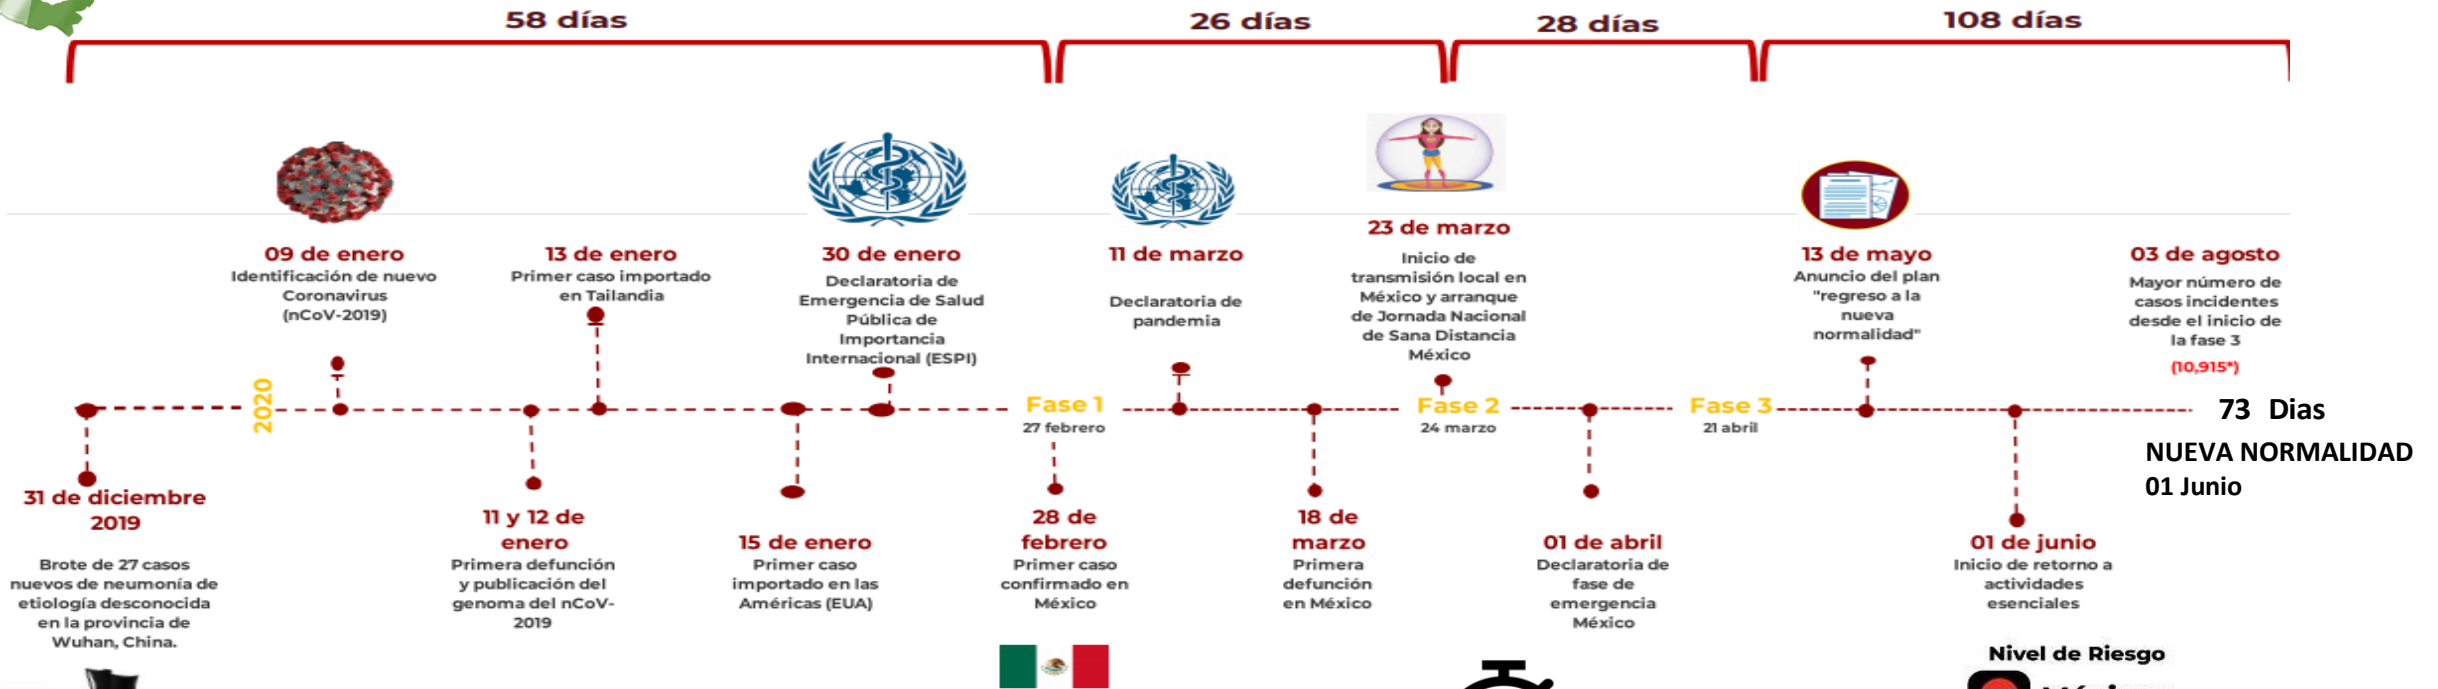 58 días
26 días
28 días
108 días
09 de enero
Identificación de nuevo
Coronavirus
(nCoV-2019)
13 de enero
Primer caso importado
en Tailandia
30 de enero
Declaratoria de
Emergencia de Salud
Pública de
Importancia
Internacional (ESPI)
11 de marzo
Declaratoria de
pandemia
23 de marzo
Inicio de
transmisión local en
México y arranque
de Jornada Nacional
de Sana Distancia
México
13 de mayo
Anuncio del plan
"regreso a la
nueva
normalidad"
03 de agosto
Mayor número de
casos incidentes
desde el inicio de
la fase 3
(10,915*)
2020
Fase 1
27 febrero
Fase 2
24 marzo
Fase 3
21 abril
73 Dias
NUEVA NORMALIDAD
01 Junio
31 de diciembre
2019
Brote de 27 casos
nuevos de neumonía de
etiología desconocida
en la provincia de
Wuhan, China.
11 y 12 de
enero
Primera defunción
y publicación del
genoma del nCoV-
2019
15 de enero
Primer caso
importado en las
Américas (EUA)
28 de
febrero
Primer caso
confirmado en
México
18 de
marzo
Primera
defunción
en México
01 de abril
Declaratoria de
fase de
emergencia
México
01 de junio
Inicio de retorno a
actividades
esenciales
Nivel de Riesgo